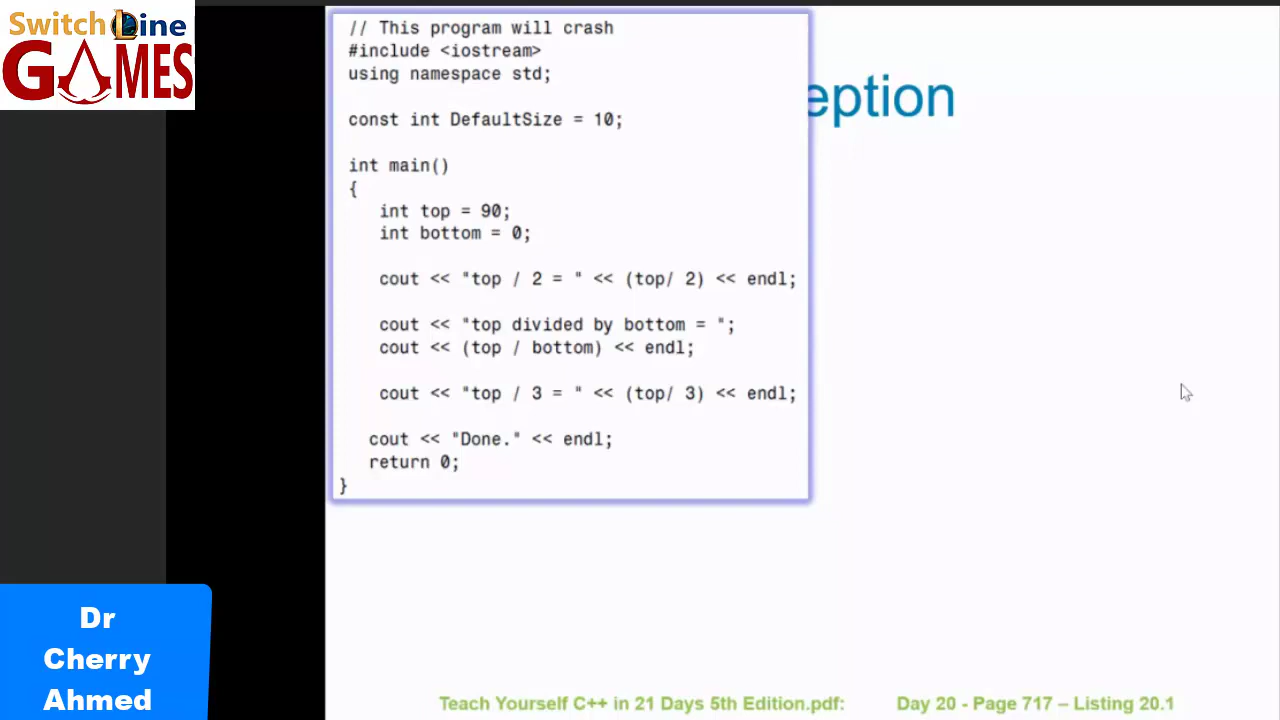 Switch Line
GAMES
// This program will crash
#include <iostream>
using namespace std;
eption
const int DefaultSize = 10;
int main()
{
int top = 90;
int bottom = 0;
cout << "top / 2 = " << (top/ 2) << endl;
cout << "top divided by bottom = ";
cout << (top / bottom) << endl;
cout << "top / 3 = " << (top/ 3) << endl;
cout << "Done." << endl;
return 0;
}
Dr
Cherry
Ahmed
Teach Yourself C++ in 21 Days 5th Edition.pdf: Day 20 - Page 717 – Listing 20.1